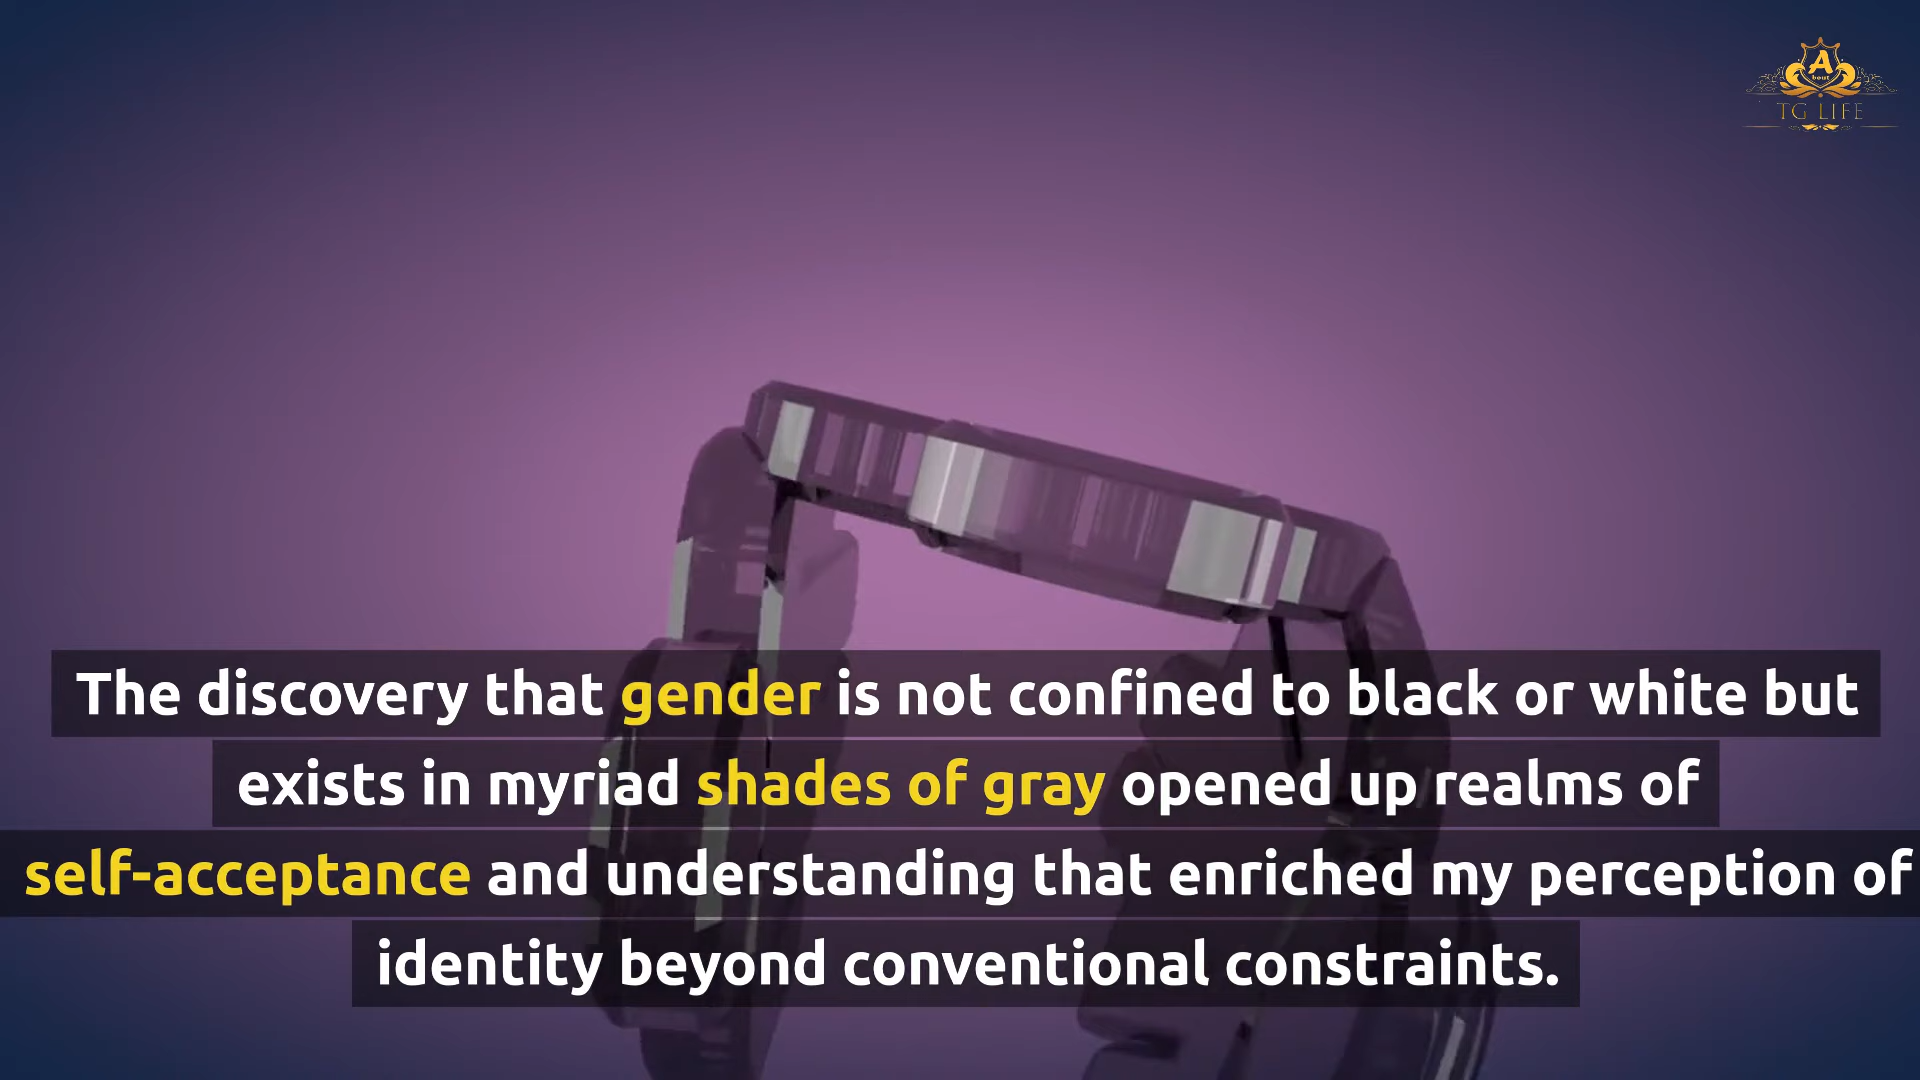 A
bout
TG LIFE
The discovery that gender is not confined to black or white but
exists in myriad shades of gray opened up realms of
self-acceptance and understanding that enriched my perception of
identity beyond conventional constraints.